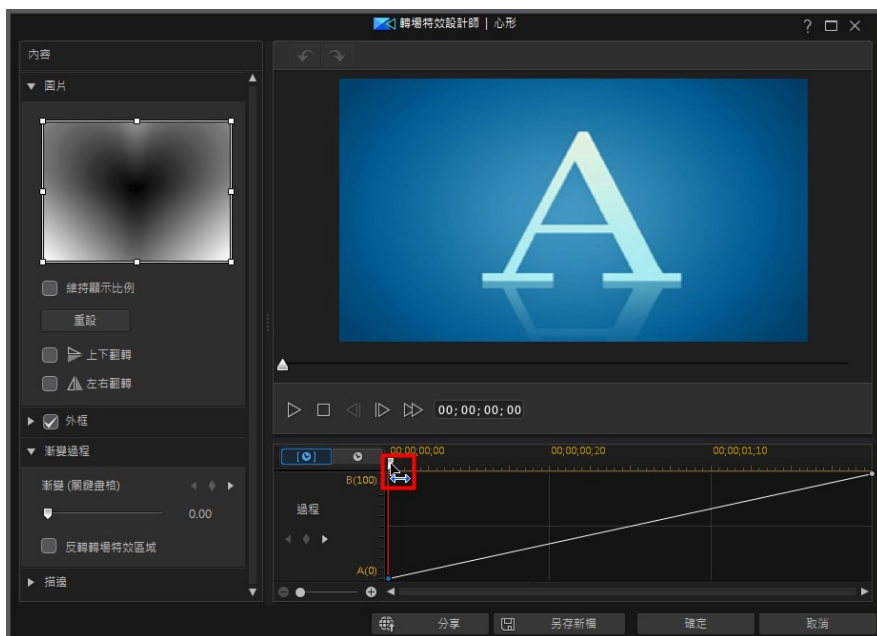 轉場特效設計師 | 心形
內容
圖片
維持顯示比例
重設
上下翻轉
左右翻轉
外框
漸變過程
漸變 (關鍵畫格)
0.00
反轉轉場特效區域
描邊
A
00;00;00;00
00;00;00;00
00;00;00;20
00;00;01;10
B(100)
過程
A(0)
分享
另存新檔
確定
取消